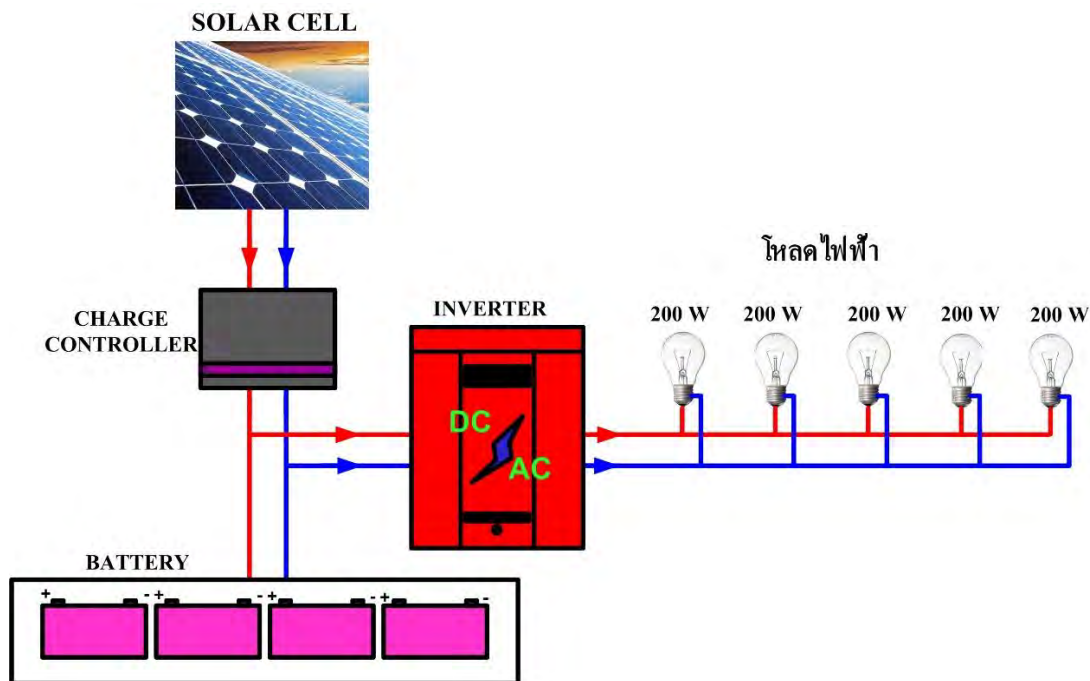 SOLAR CELL
โหลดไฟฟ้า
CHARGE
CONTROLLER
INVERTER
200 W 200 W 200 W 200 W 200 W
DC
AC
BATTERY
+ - + - + - + -